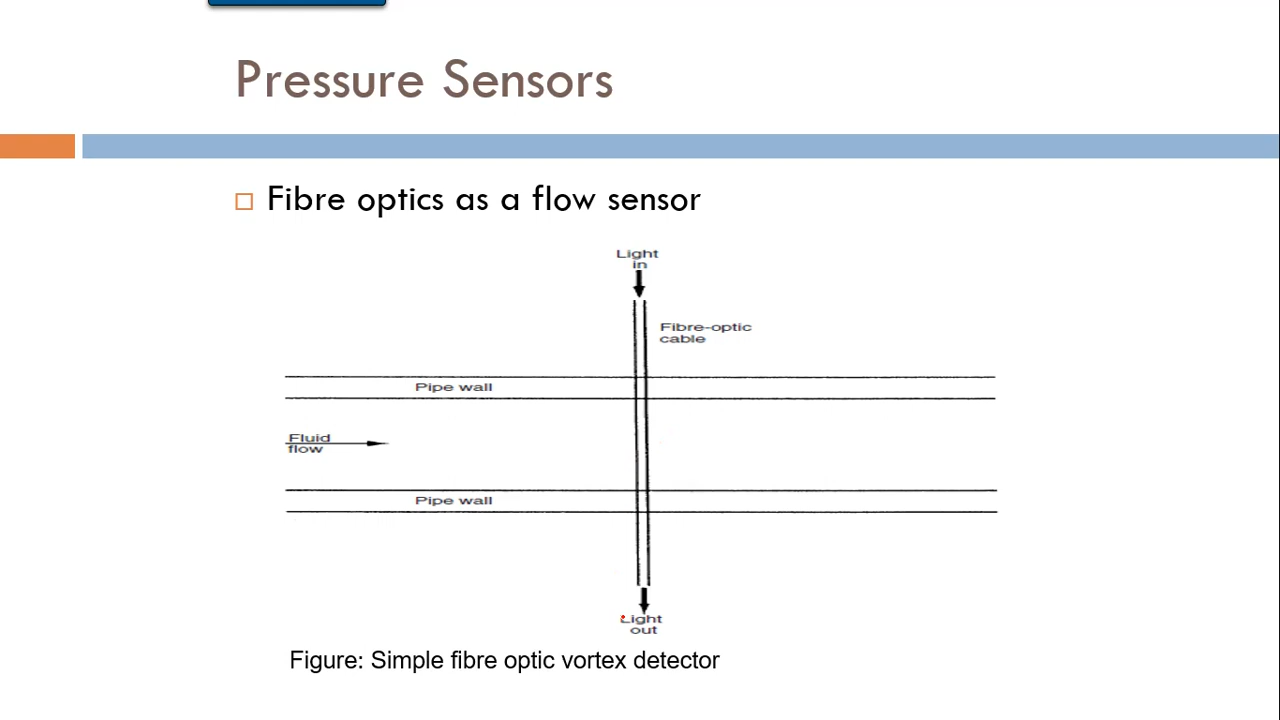 Pressure Sensors
Fibre optics as a flow sensor
Light
in
Fibre-optic
cable
Pipe wall
Fluid
flow
Pipe wall
Light
out
Figure: Simple fibre optic vortex detector